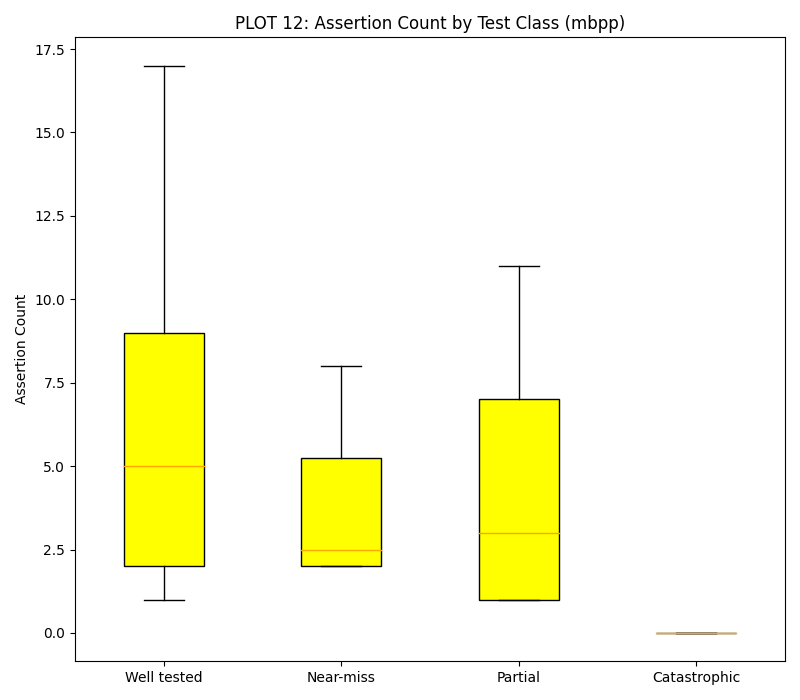 PLOT 12: Assertion Count by Test Class (mbpp)
17.5
15.0
12.5
10.0
7.5
5.0
2.5
0.0
Assertion Count
Well tested Near-miss Partial Catastrophic